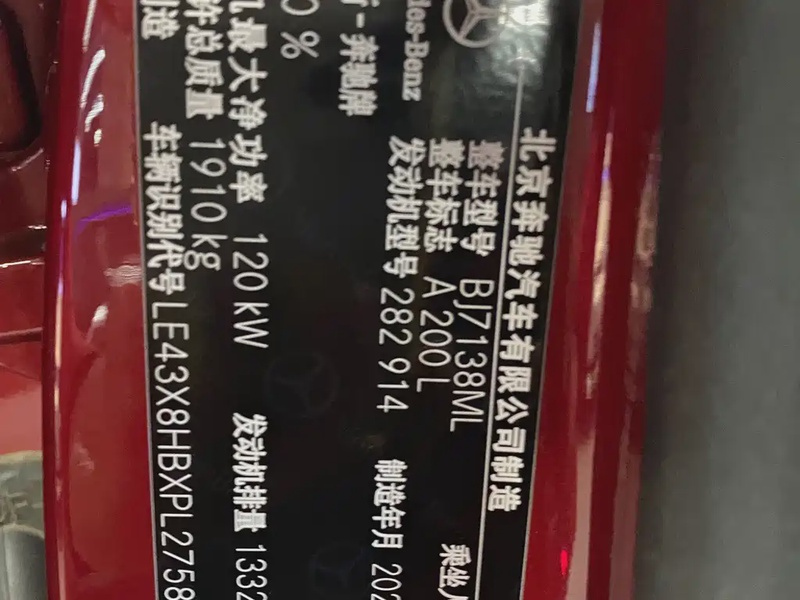 北京奔驰汽车有限公司制造
整车型号 BJ7138ML
整车标志 A 200 L 乘坐人
发动机型号 282 914 制造年月 202
-奔驰牌
0 %
最大净功率 120 kW 发动机排量 1332
总质量 1910 kg
车辆识别代号 LE43X8HBXPL2758
-Benz